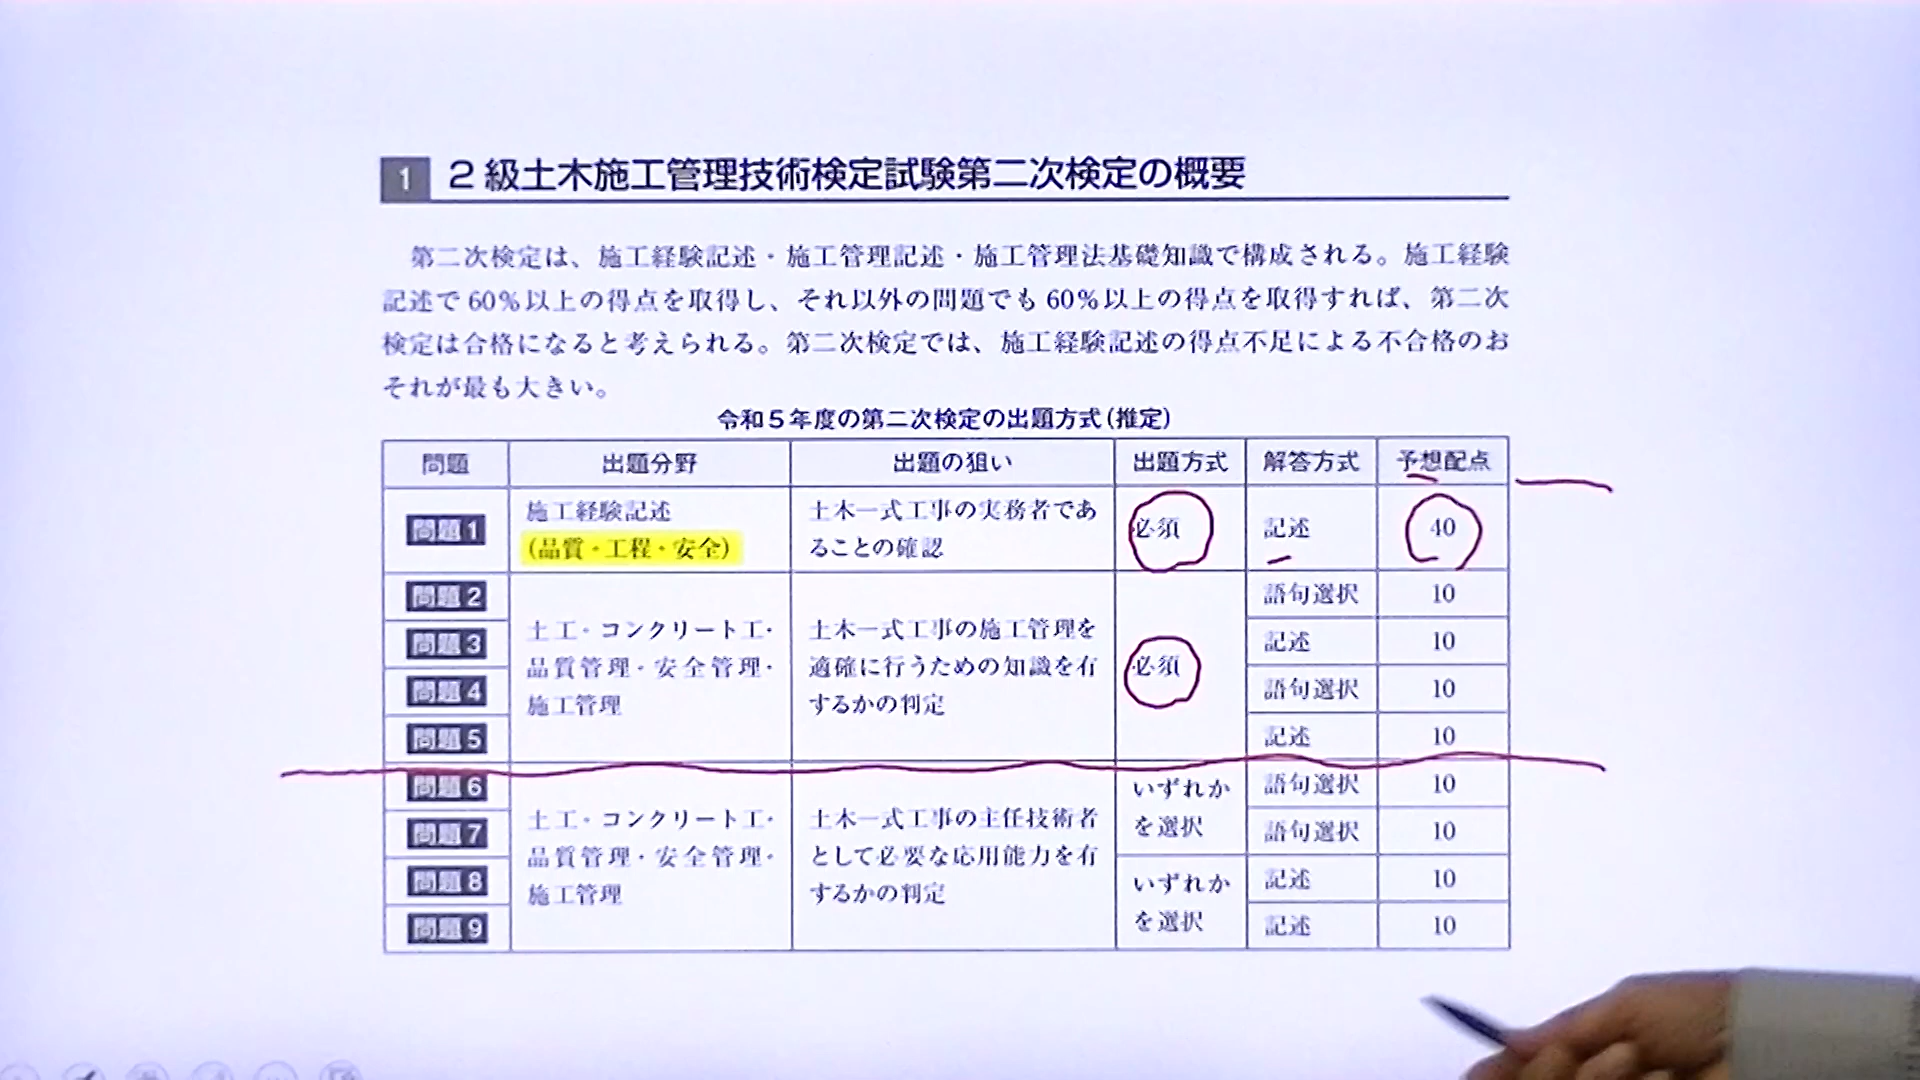 1 2級土木施工管理技術検定試験第二次検定の概要
第二次検定は、施工経験記述・施工管理記述・施工管理法基礎知識で構成される。施工経験
記述で60%以上の得点を取得し、それ以外の問題でも60%以上の得点を取得すれば、第二次
検定は合格になると考えられる。第二次検定では、施工経験記述の得点不足による不合格のお
それが最も大きい。
令和5年度の第二次検定の出題方式(推定)
問題 出題分野 出題の狙い 出題方式 解答方式 予想配点
問題1 施工経験記述 土木一式工事の実務者であ 必須 記述 40
(品質・工程・安全) ることの確認
問題2 語句選択 10
土工・コンクリート工・ 土木一式工事の施工管理を
問題3 記述 10
品質管理・安全管理・ 適確に行うための知識を有 必須
問題4 語句選択 10
施工管理 するかの判定
問題5 記述 10
問題6 いずれか 語句選択 10
土工・コンクリート工・ 土木一式工事の主任技術者 を選択
問題7 語句選択 10
品質管理・安全管理・ として必要な応用能力を有
問題8 いずれか 記述 10
施工管理 するかの判定 を選択
問題9 記述 10